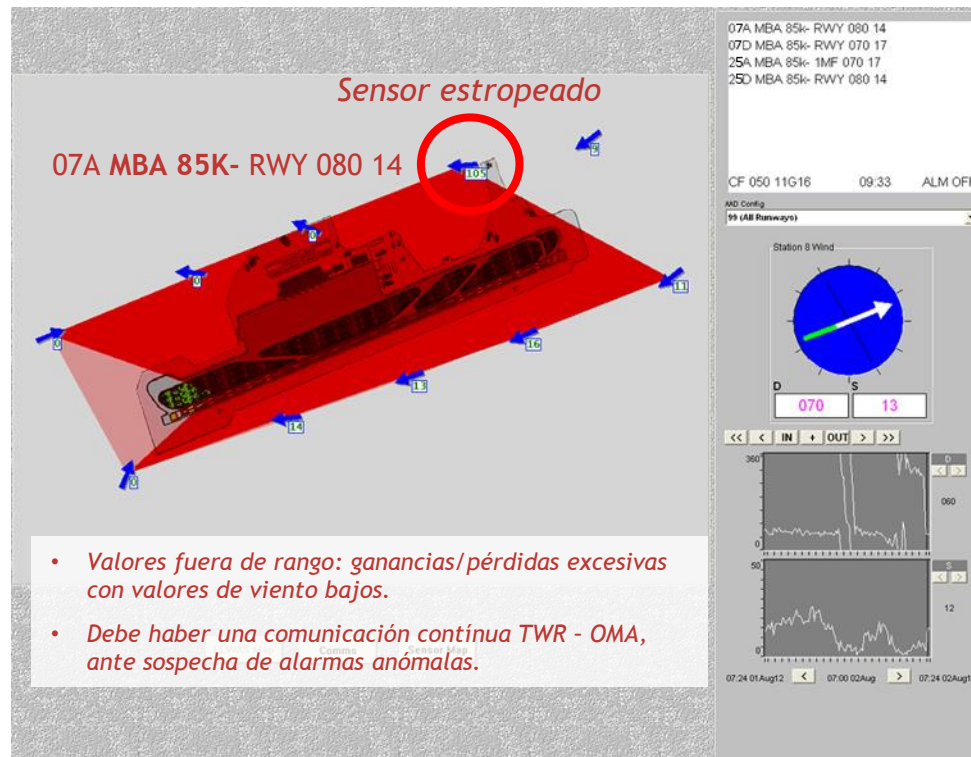 Sensor estropeado
07A MBA 85K- RWY 080 14
105
9
0
0
0
11
16
13
14
0
• Valores fuera de rango: ganancias/pérdidas excesivas
con valores de viento bajos.
• Debe haber una comunicación contínua TWR – OMA,
ante sospecha de alarmas anómalas.
Comms
Sensor Map
07A MBA 85k- RWY 080 14
07D MBA 85k- RWY 070 17
25A MBA 85k- 1MF 070 17
25D MBA 85k- RWY 080 14
CF 050 11G16 09:33 ALM OFF
99 (All Runways)
Station 8 Wind
D S
070 13
<< < IN + OUT > >>
360
0
D
< >
060
50
0
S
< >
12
07:24 01Aug12 < 07:00 02Aug > 07:24 02Aug1